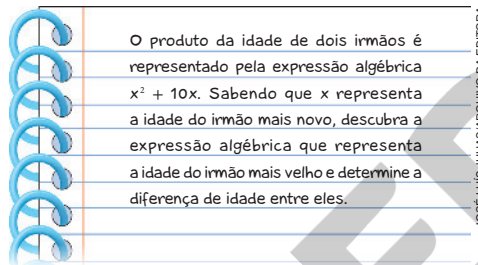 O produto da idade de dois irmãos é
representado pela expressão algébrica
x² + 10x. Sabendo que x representa
a idade do irmão mais novo, descubra a
expressão algébrica que representa
a idade do irmão mais velho e determine a
diferença de idade entre eles.